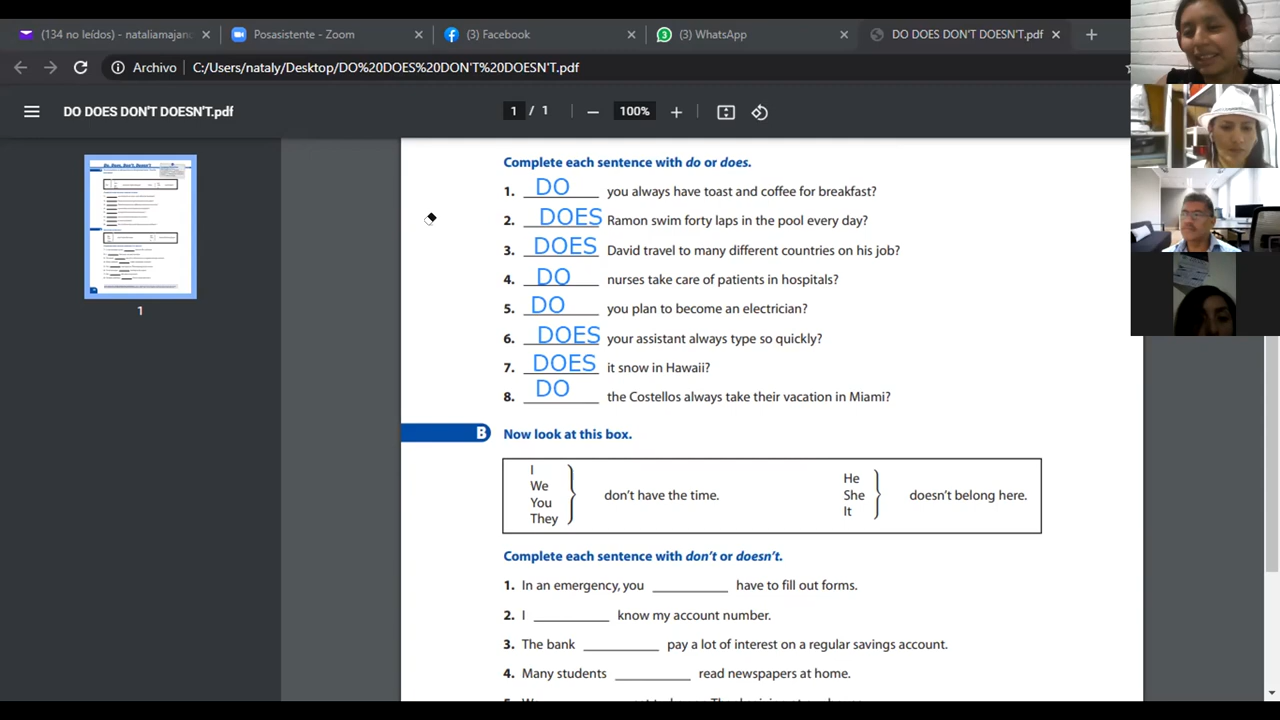 (134 no leídos) - nataliamajand
Posasistente - Zoom
(3) Facebook
3
(3) WhatsApp
DO DOES DON'T DOESN'T.pdf
Archivo
C:/Users/nataly/Desktop/DO%20DOES%20DON'T%20DOESN'T.pdf
DO DOES DON'T DOESN'T.pdf
1 / 1
100%
1
Complete each sentence with do or does.
1. DO you always have toast and coffee for breakfast?
2. DOES Ramon swim forty laps in the pool every day?
3. DOES David travel to many different countries on his job?
4. DO nurses take care of patients in hospitals?
5. DO you plan to become an electrician?
6. DOES your assistant always type so quickly?
7. DOES it snow in Hawaii?
8. DO the Costellos always take their vacation in Miami?
B Now look at this box.
I
We
You
They
don't have the time.
He
She
It
doesn't belong here.
Complete each sentence with don't or doesn't.
1. In an emergency, you __________ have to fill out forms.
2. I __________ know my account number.
3. The bank __________ pay a lot of interest on a regular savings account.
4. Many students __________ read newspapers at home.